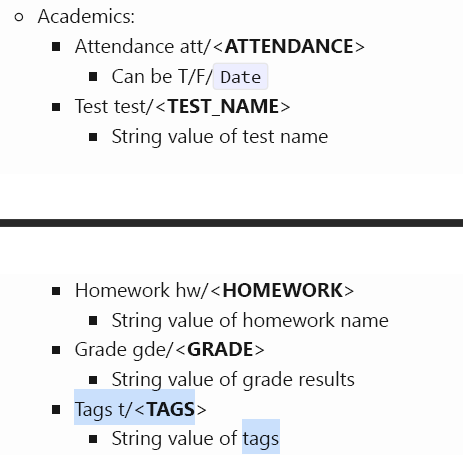 Academics:
Attendance att/<ATTENDANCE>
Can be T/F/Date
Test test/<TEST_NAME>
String value of test name
Homework hw/<HOMEWORK>
String value of homework name
Grade gde/<GRADE>
String value of grade results
Tags t/<TAGS>
String value of tags